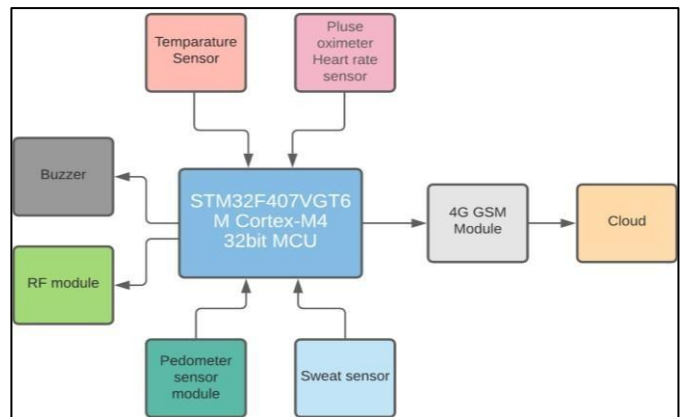 Temparature
Sensor
Pluse
oximeter
Heart rate
sensor
Buzzer
STM32F407VGT6
M Cortex-M4
32bit MCU
4G GSM
Module
Cloud
RF module
Pedometer
sensor
module
Sweat sensor